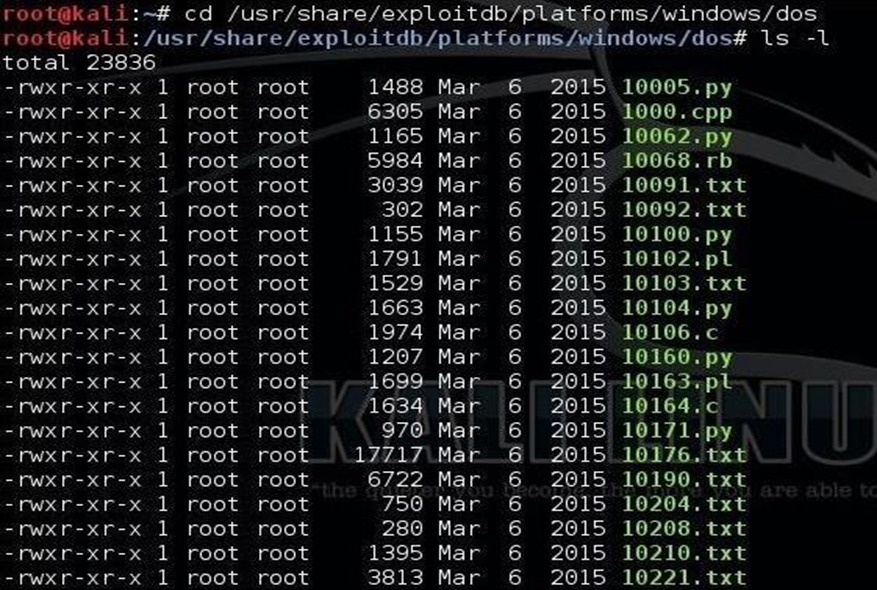 root@kali:~# cd /usr/share/exploitdb/platforms/windows/dos
root@kali:/usr/share/exploitdb/platforms/windows/dos# ls -l
total 23836
-rwxr-xr-x 1 root root 1488 Mar 6 2015 10005.py
-rwxr-xr-x 1 root root 6305 Mar 6 2015 1000.cpp
-rwxr-xr-x 1 root root 1165 Mar 6 2015 10062.py
-rwxr-xr-x 1 root root 5984 Mar 6 2015 10068.rb
-rwxr-xr-x 1 root root 3039 Mar 6 2015 10091.txt
-rwxr-xr-x 1 root root 302 Mar 6 2015 10092.txt
-rwxr-xr-x 1 root root 1155 Mar 6 2015 10100.py
-rwxr-xr-x 1 root root 1791 Mar 6 2015 10102.pl
-rwxr-xr-x 1 root root 1529 Mar 6 2015 10103.txt
-rwxr-xr-x 1 root root 1663 Mar 6 2015 10104.py
-rwxr-xr-x 1 root root 1974 Mar 6 2015 10106.c
-rwxr-xr-x 1 root root 1207 Mar 6 2015 10160.py
-rwxr-xr-x 1 root root 1699 Mar 6 2015 10163.pl
-rwxr-xr-x 1 root root 1634 Mar 6 2015 10164.c
-rwxr-xr-x 1 root root 970 Mar 6 2015 10171.py
-rwxr-xr-x 1 root root 17717 Mar 6 2015 10176.txt
-rwxr-xr-x 1 root root 6722 Mar 6 2015 10190.txt
-rwxr-xr-x 1 root root 750 Mar 6 2015 10204.txt
-rwxr-xr-x 1 root root 280 Mar 6 2015 10208.txt
-rwxr-xr-x 1 root root 1395 Mar 6 2015 10210.txt
-rwxr-xr-x 1 root root 3813 Mar 6 2015 10221.txt
KALI
"the you become, the more you are able to